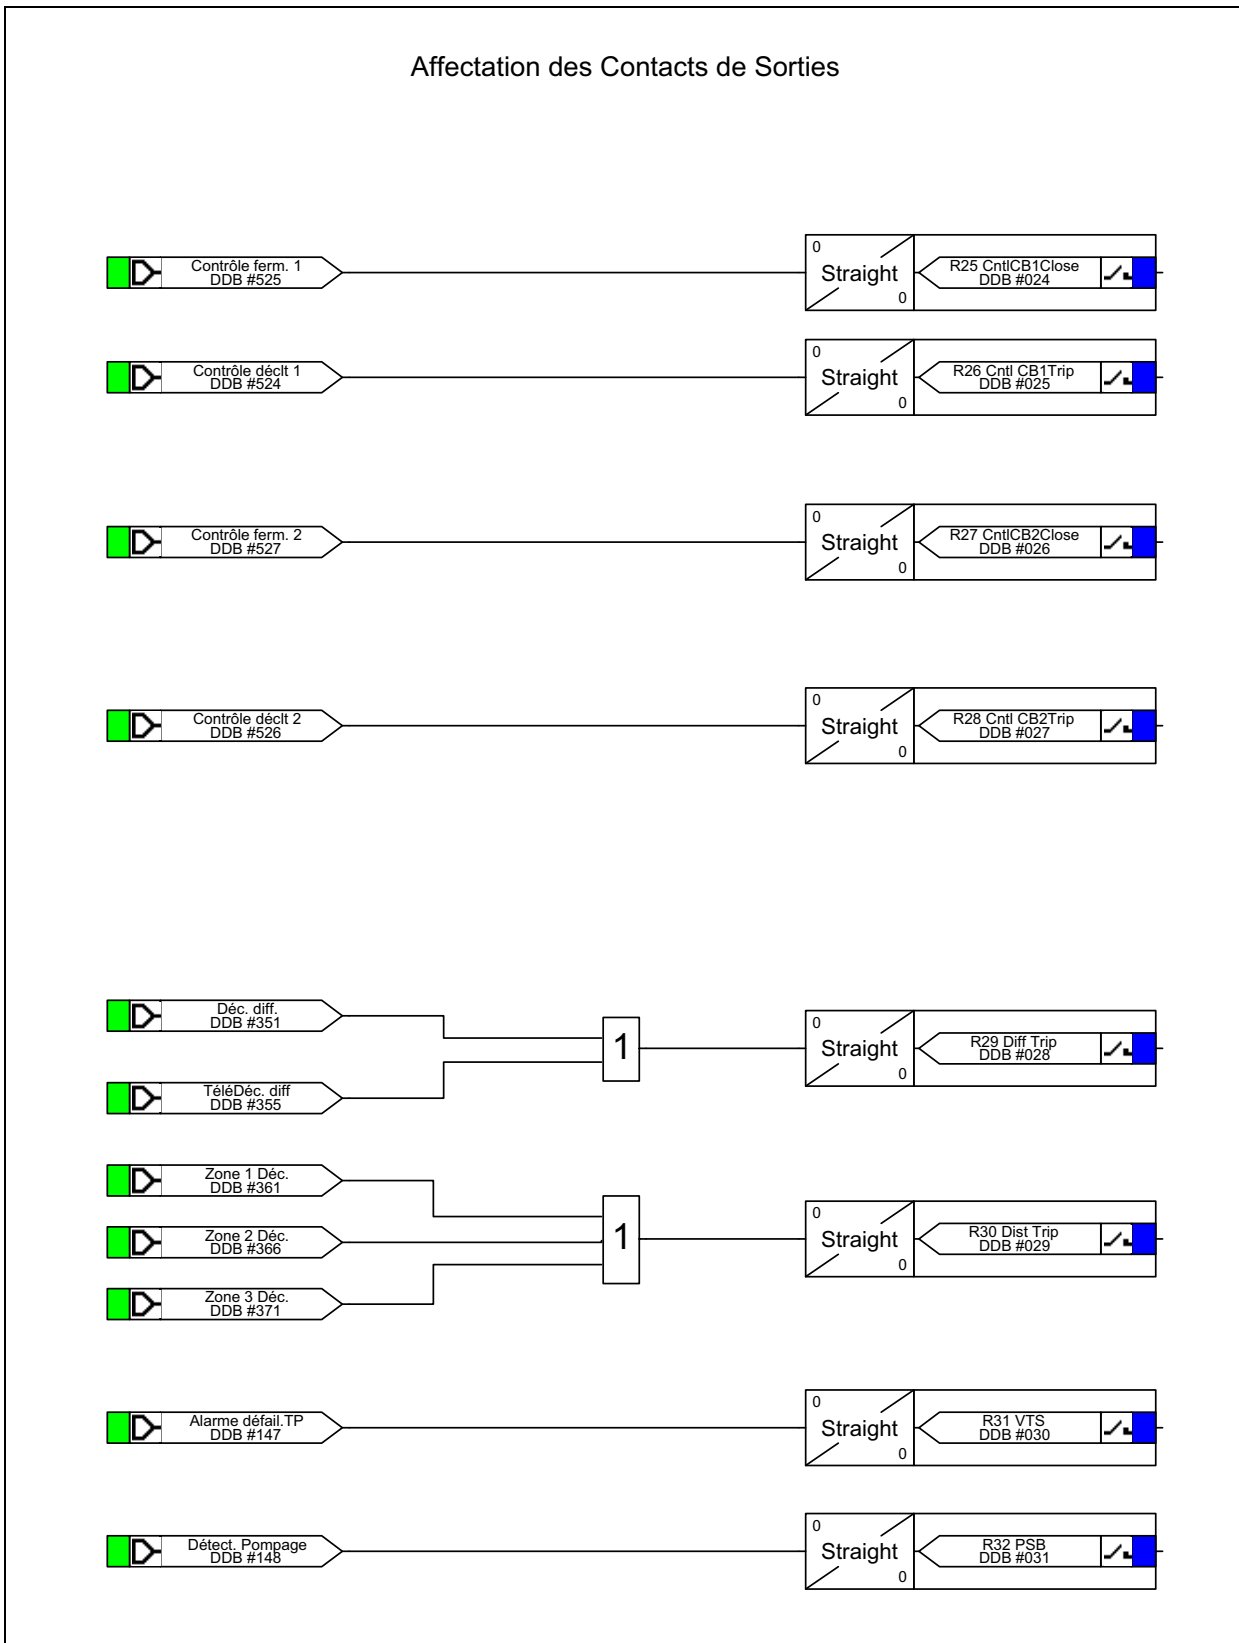 Affectation des Contacts de Sorties
Contrôle ferm. 1
DDB #525
0
Straight
0
R25 CntlCB1Close
DDB #024
Contrôle déclt 1
DDB #524
0
Straight
0
R26 Cntl CB1Trip
DDB #025
Contrôle ferm. 2
DDB #527
0
Straight
0
R27 CntlCB2Close
DDB #026
Contrôle déclt 2
DDB #526
0
Straight
0
R28 Cntl CB2Trip
DDB #027
Déc. diff.
DDB #351
TéléDéc. diff
DDB #355
1
0
Straight
0
R29 Diff Trip
DDB #028
Zone 1 Déc.
DDB #361
Zone 2 Déc.
DDB #366
Zone 3 Déc.
DDB #371
1
0
Straight
0
R30 Dist Trip
DDB #029
Alarme défail.TP
DDB #147
0
Straight
0
R31 VTS
DDB #030
Détect. Pompage
DDB #148
0
Straight
0
R32 PSB
DDB #031